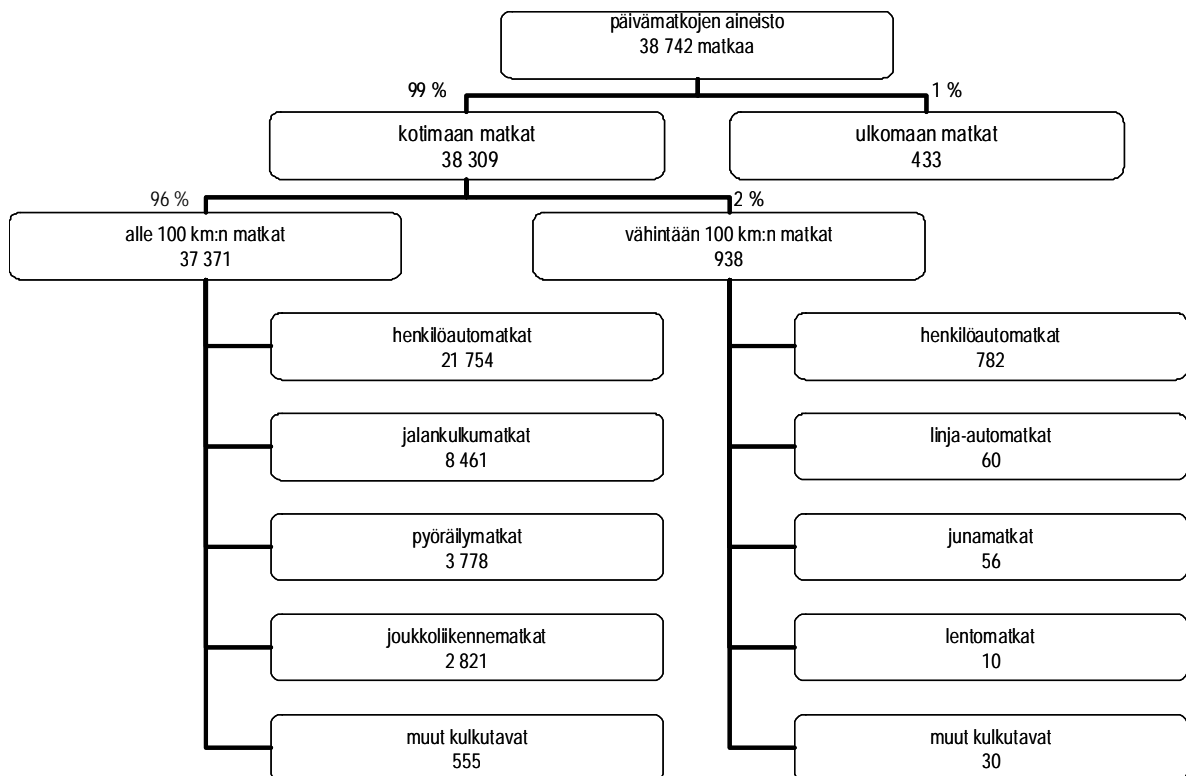 päivämatkojen aineisto
38 742 matkaa
99 %
1 %
kotimaan matkat
38 309
ulkomaan matkat
433
96 %
2 %
alle 100 km:n matkat
37 371
vähintään 100 km:n matkat
938
henkilöautomatkat
21 754
henkilöautomatkat
782
jalankulkumatkat
8 461
linja-automatkat
60
pyöräilymatkat
3 778
junamatkat
56
joukkoliikennematkat
2 821
lentomatkat
10
muut kulkutavat
555
muut kulkutavat
30